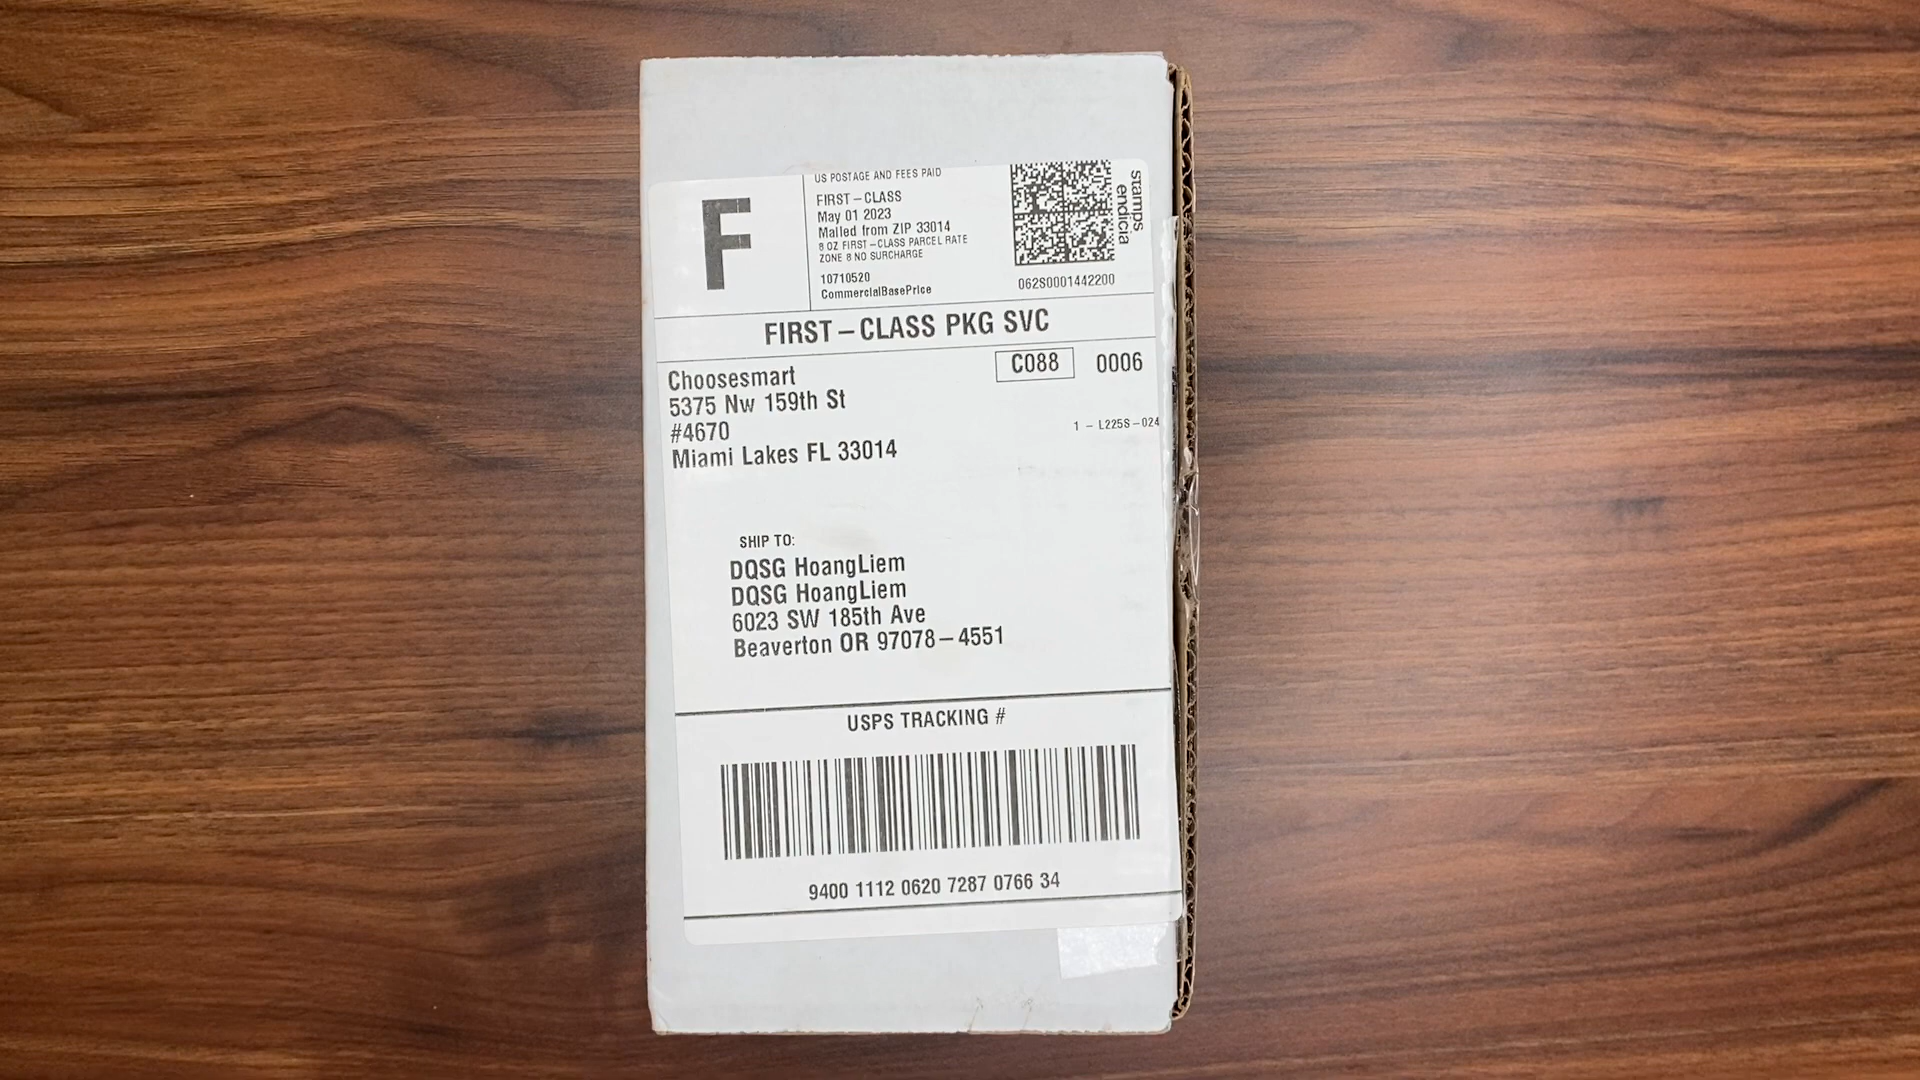 F
US POSTAGE AND FEES PAID
FIRST-CLASS
May 01 2023
Mailed from ZIP 33014
8 OZ FIRST-CLASS PARCEL RATE
ZONE 8 NO SURCHARGE
10710520
CommercialBasePrice
stamps
endicia
062S0001442200
FIRST-CLASS PKG SVC
Choosesmart
5375 Nw 159th St
#4670
Miami Lakes FL 33014
C088
0006
1 - L225S-024
SHIP TO:
DQSG HoangLiem
DQSG HoangLiem
6023 SW 185th Ave
Beaverton OR 97078-4551
USPS TRACKING #
9400 1112 0620 7287 0766 34